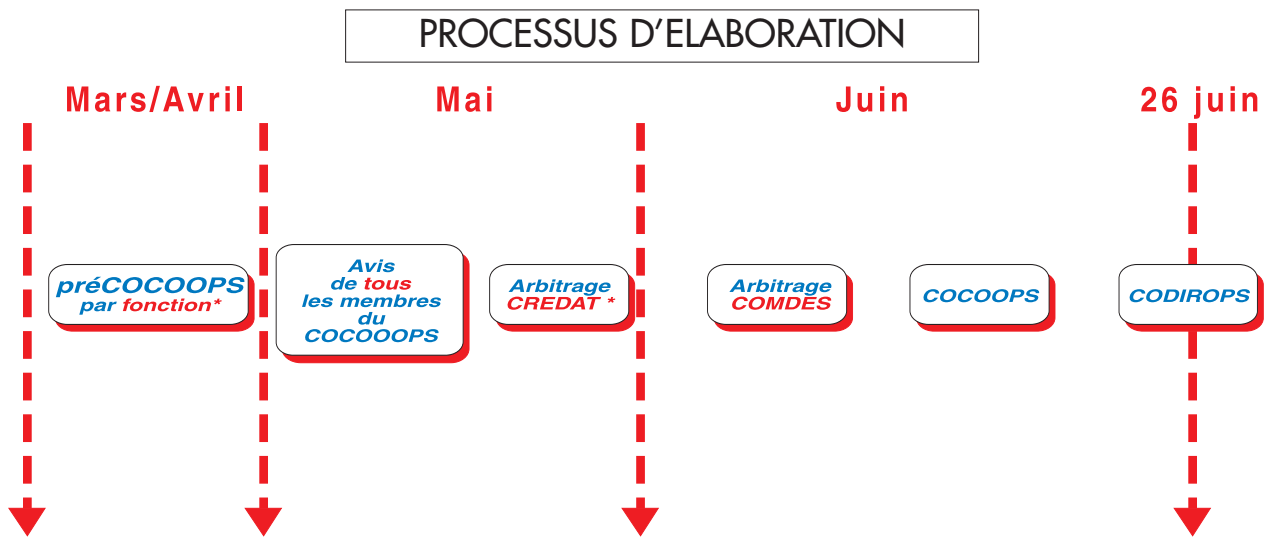 PROCESSUS D'ELABORATION
Mars/Avril
Mai
Juin
26 juin
préCOCOOPS
par fonction*
Avis
de tous
les membres
du
COCOOOPS
Arbitrage
CREDAT *
Arbitrage
COMDES
COCOOPS
CODIROPS